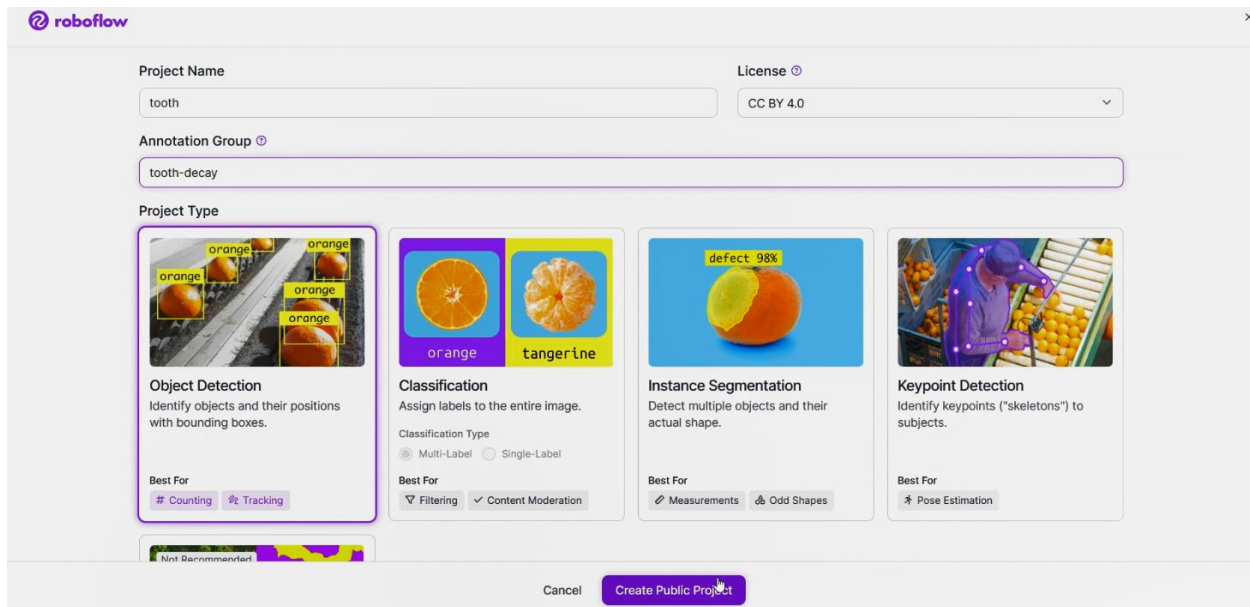 roboflow
Project Name
License
tooth
CC BY 4.0
Annotation Group
tooth-decay
Project Type
orange
orange
orange
orange
orange
orange
tangerine
defect 98%
Object Detection
Identify objects and their positions
with bounding boxes.
Best For
# Counting
Tracking
Classification
Assign labels to the entire image.
Classification Type
Multi-Label
Single-Label
Best For
Filtering
Content Moderation
Instance Segmentation
Detect multiple objects and their
actual shape.
Best For
Measurements
Odd Shapes
Keypoint Detection
Identify keypoints ("skeletons") to
subjects.
Best For
Pose Estimation
Not Recommended
Cancel
Create Public Project